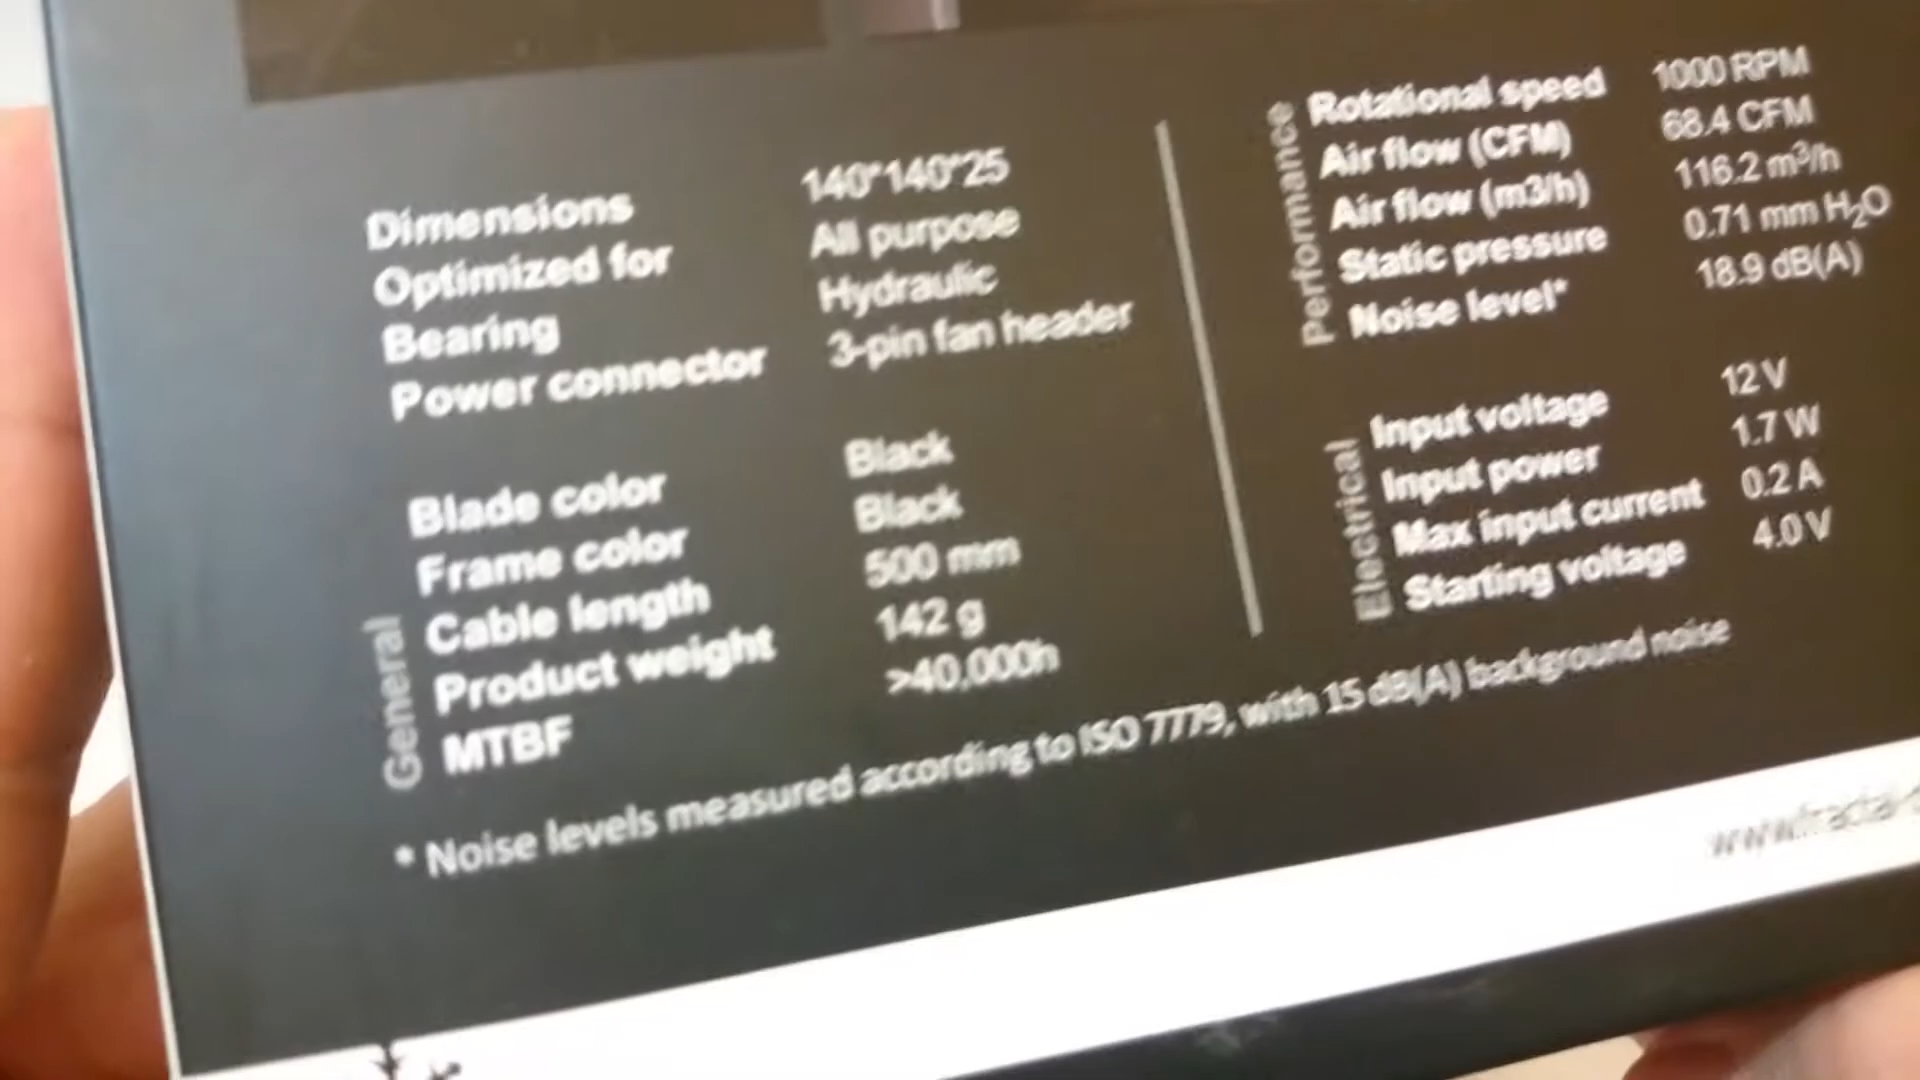 Dimensions 140*140*25
Optimized for All purpose
Bearing Hydraulic
Power connector 3-pin fan header
Blade color Black
Frame color Black
Cable length 500 mm
Product weight 142 g
MTBF >40,000h
General
Performance
Rotational speed 1000 RPM
Air flow (CFM) 68.4 CFM
Air flow (m3/h) 116.2 m³/h
Static pressure 0.71 mm H₂O
Noise level* 18.9 dB(A)
Electrical
Input voltage 12 V
Input power 1.7 W
Max input current 0.2 A
Starting voltage 4.0 V
* Noise levels measured according to ISO 7779, with 15 dB(A) background noise
www.fractal-d